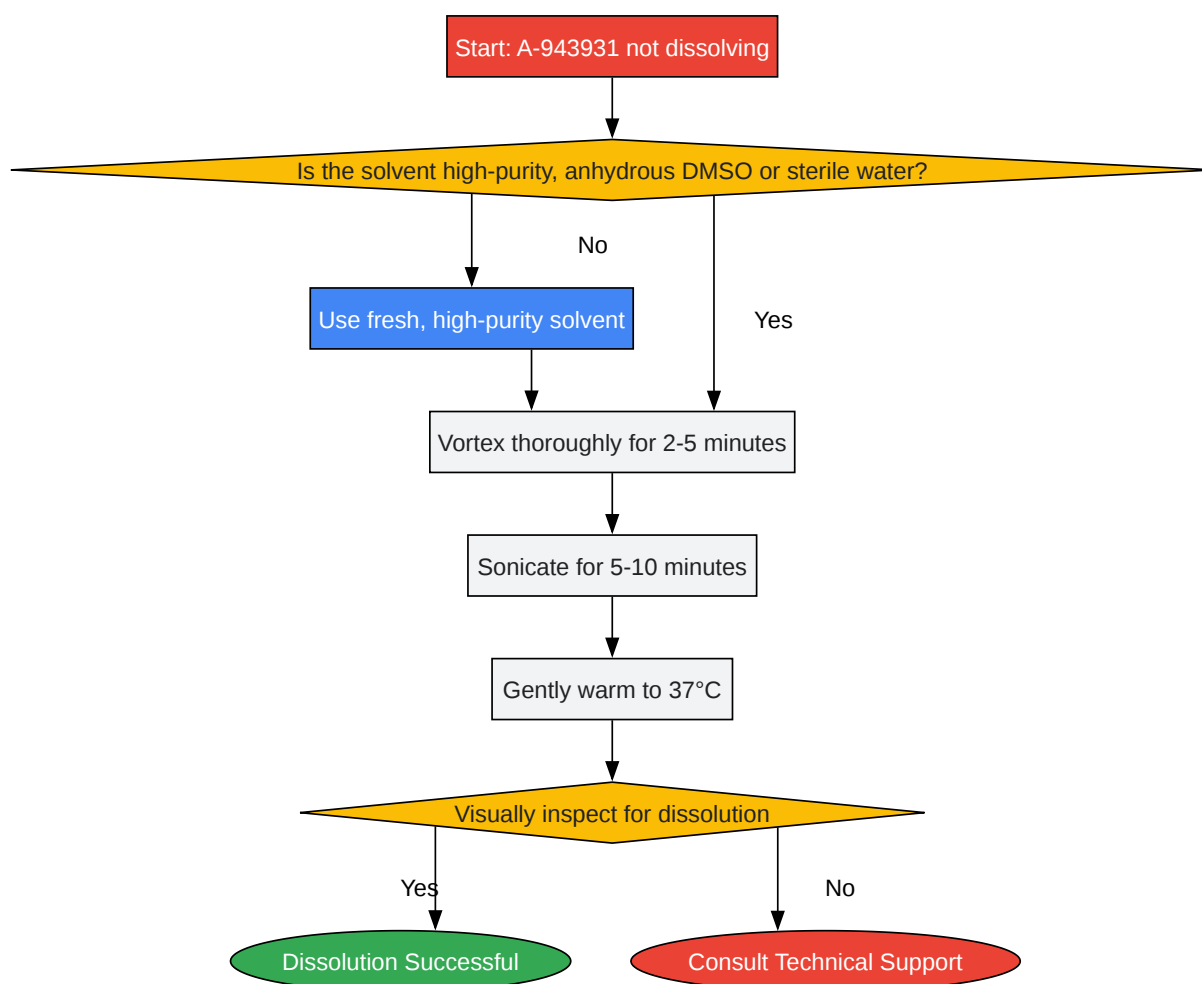 Start: A-943931 not dissolving
Is the solvent high-purity, anhydrous DMSO or sterile water?
No
Use fresh, high-purity solvent
Yes
Vortex thoroughly for 2-5 minutes
Sonicate for 5-10 minutes
Gently warm to 37°C
Visually inspect for dissolution
Yes
No
Dissolution Successful
Consult Technical Support